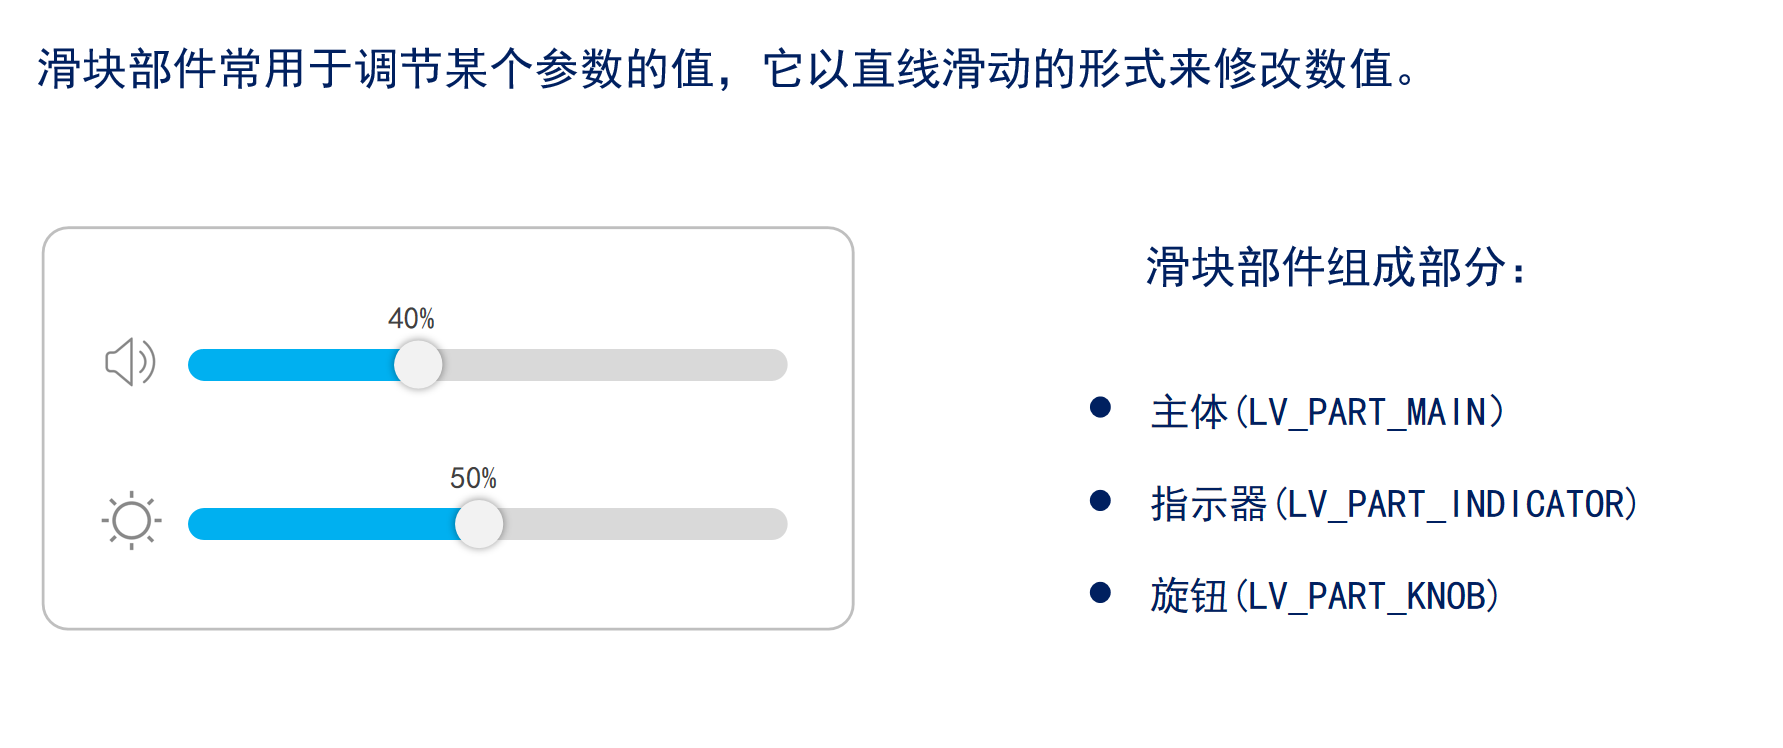 滑块部件常用于调节某个参数的值，它以直线滑动的形式来修改数值。
40%
50%
滑块部件组成部分：
● 主体(LV_PART_MAIN)
● 指示器(LV_PART_INDICATOR)
● 旋钮(LV_PART_KNOB)